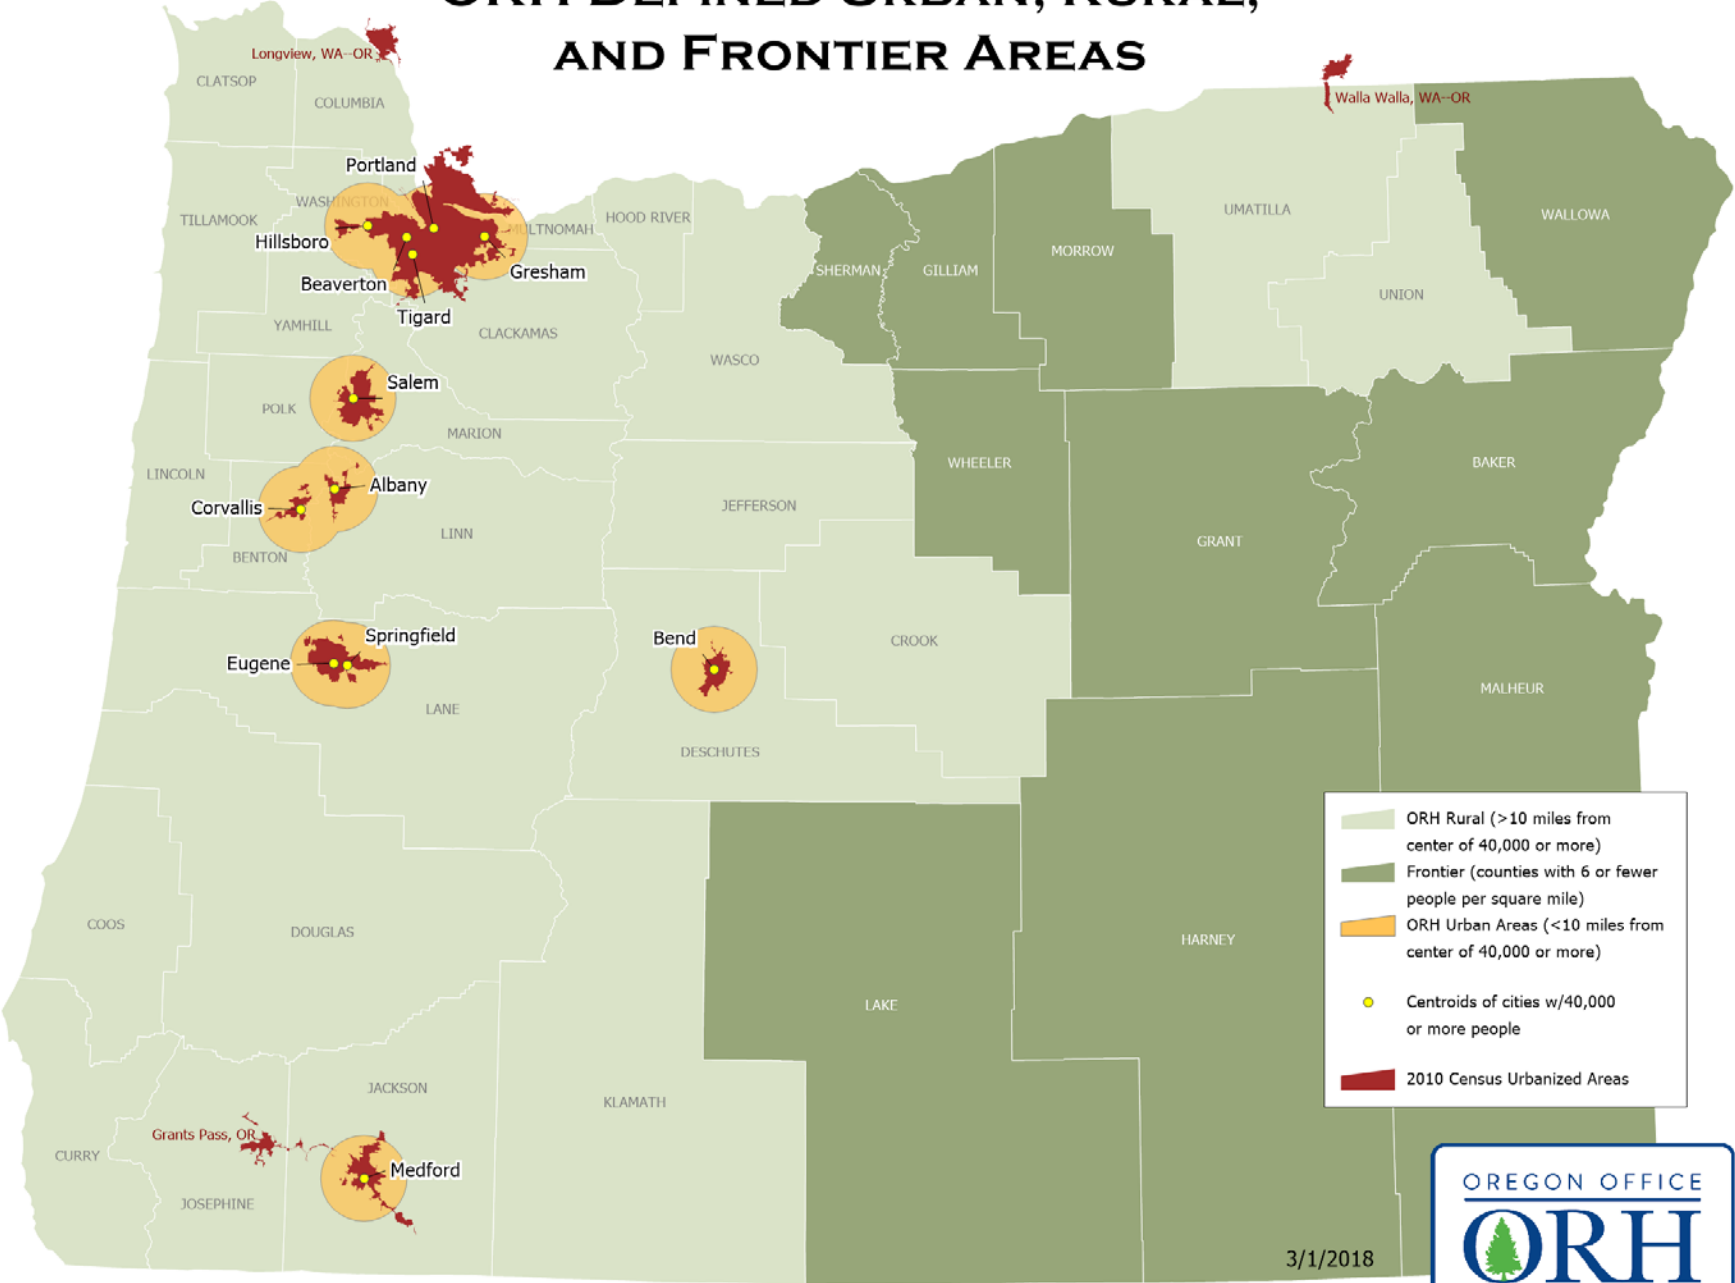 ORH DEFINED URBAN, RURAL,
AND FRONTIER AREAS
Longview, WA--OR
CLATSOP
COLUMBIA
Walla Walla, WA--OR
Portland
WASHINGTON
TILLAMOOK
HOOD RIVER
MULTNOMAH
UMATILLA
WALLOWA
Hillsboro
MORROW
SHERMAN
GILLIAM
Gresham
Beaverton
UNION
Tigard
YAMHILL
CLACKAMAS
WASCO
Salem
POLK
MARION
WHEELER
BAKER
LINCOLN
Albany
Corvallis
JEFFERSON
LINN
GRANT
BENTON
Springfield
Bend
CROOK
Eugene
MALHEUR
LANE
DESCHUTES
ORH Rural (>10 miles from
center of 40,000 or more)
Frontier (counties with 6 or fewer
people per square mile)
ORH Urban Areas (<10 miles from
center of 40,000 or more)
Centroids of cities w/40,000
or more people
2010 Census Urbanized Areas
COOS
DOUGLAS
HARNEY
LAKE
JACKSON
KLAMATH
Grants Pass, OR
CURRY
Medford
JOSEPHINE
3/1/2018
OREGON OFFICE
ORH